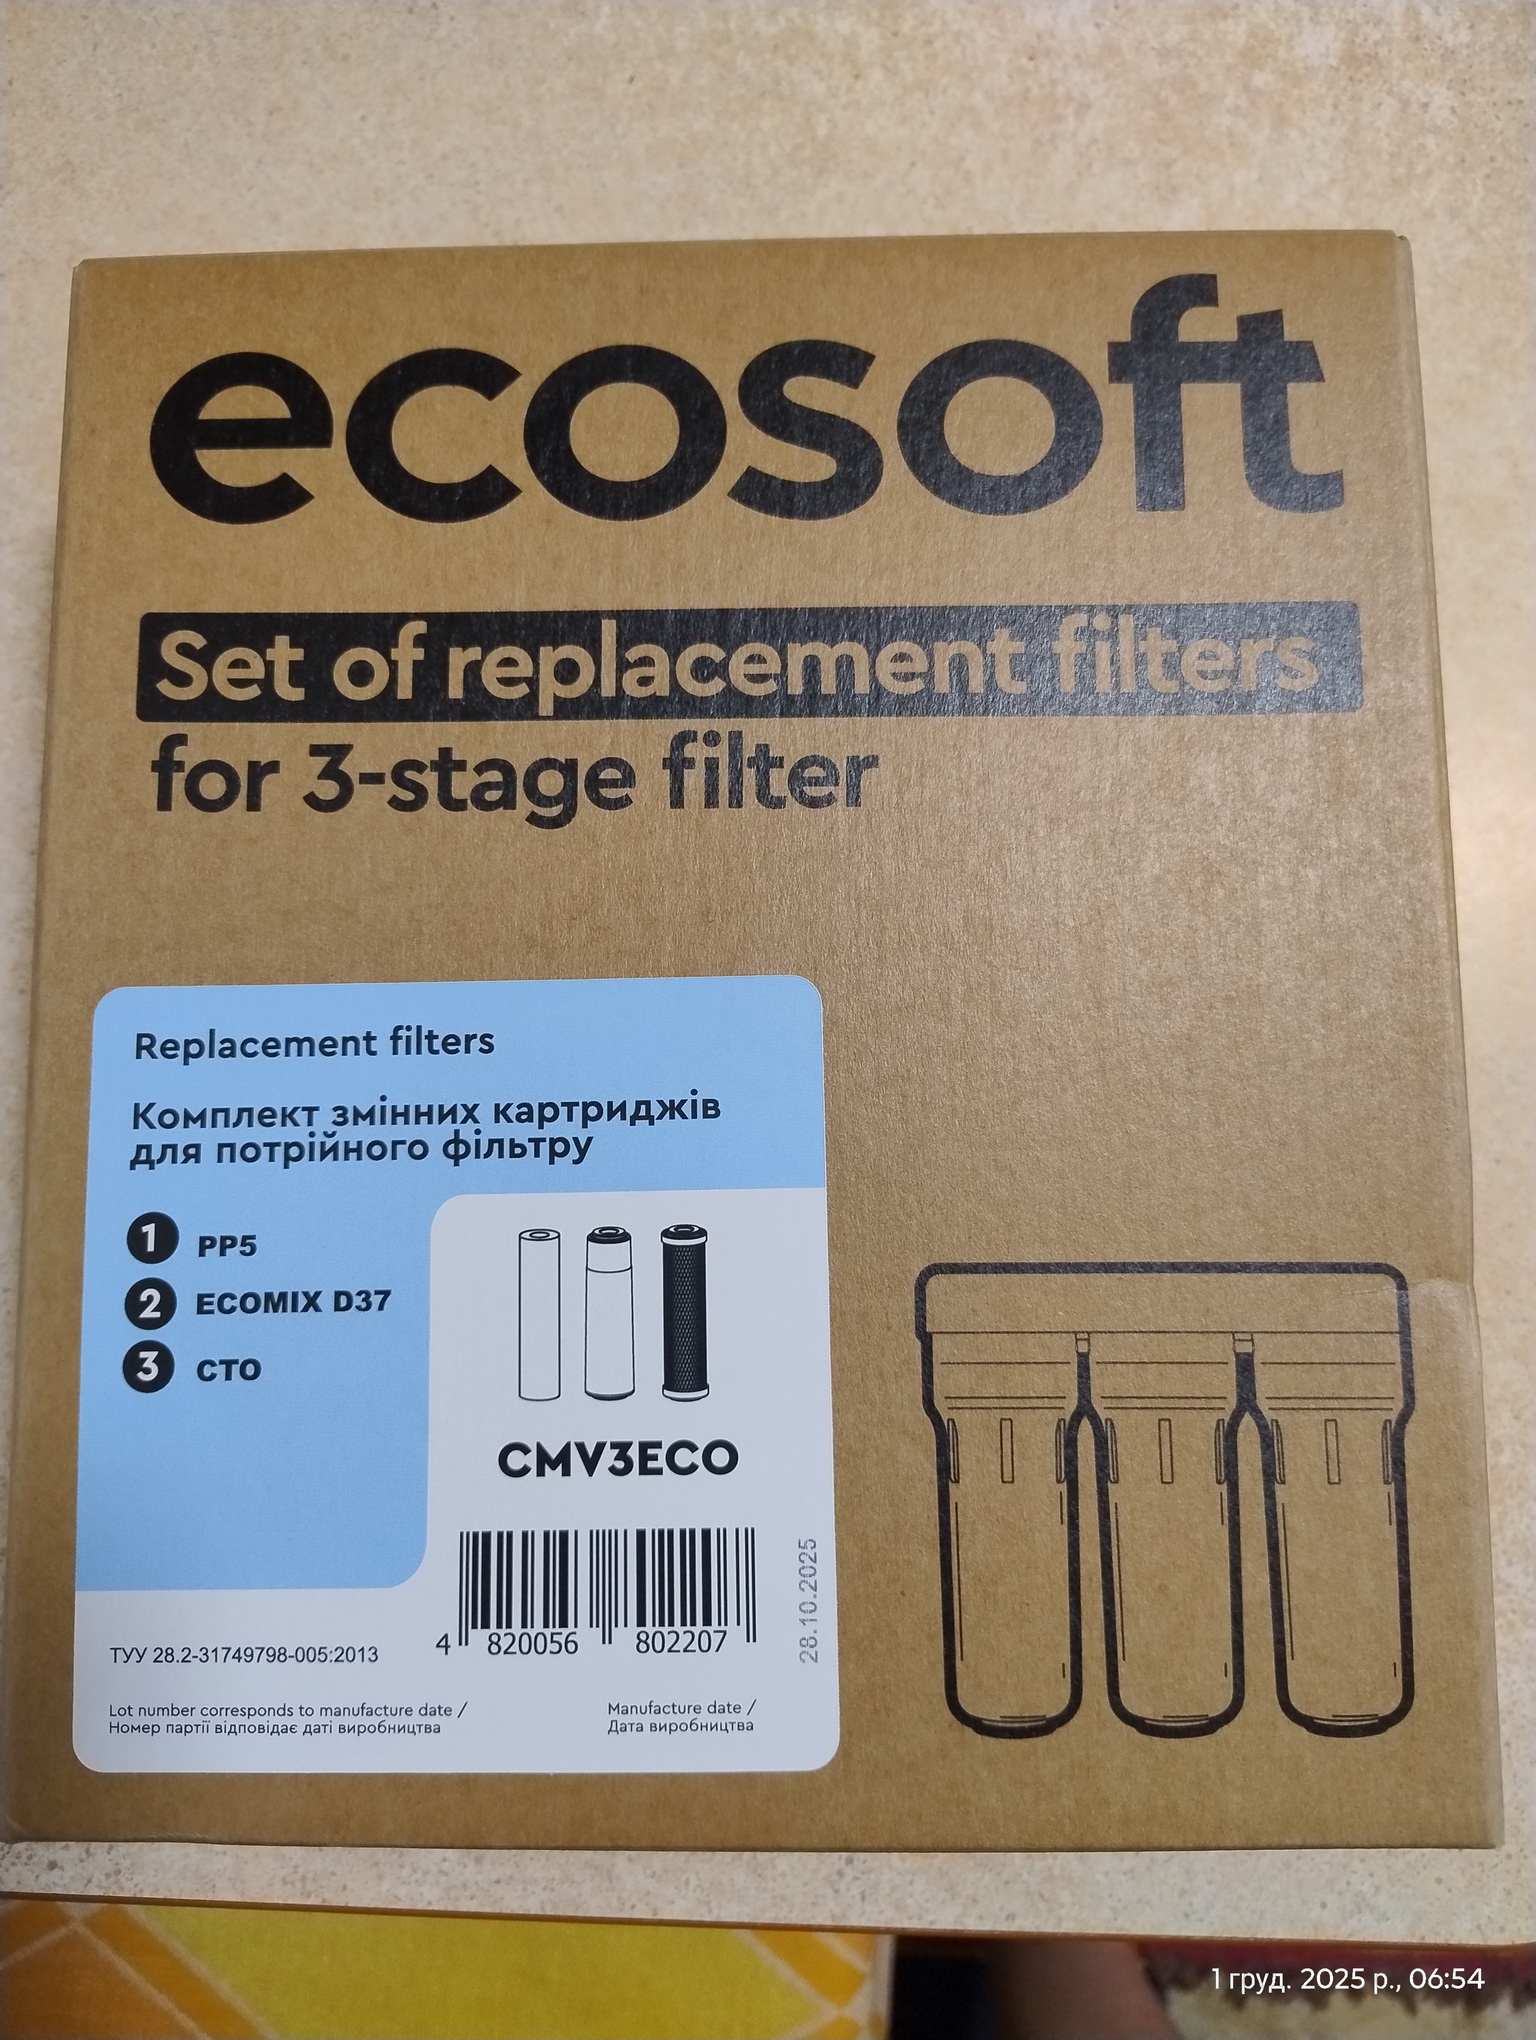 ecosoft
Set of replacement filters
for 3-stage filter
Replacement filters
Комплект змінних картриджів
для потрійного фільтру
1 PP5
2 ECOMIX D37
3 CTO
CMV3ECO
4 820056 802207
28.10.2025
ТУУ 28.2-31749798-005:2013
Lot number corresponds to manufacture date /
Номер партії відповідає даті виробництва
Manufacture date /
Дата виробництва
1 груд. 2025 р., 06:54